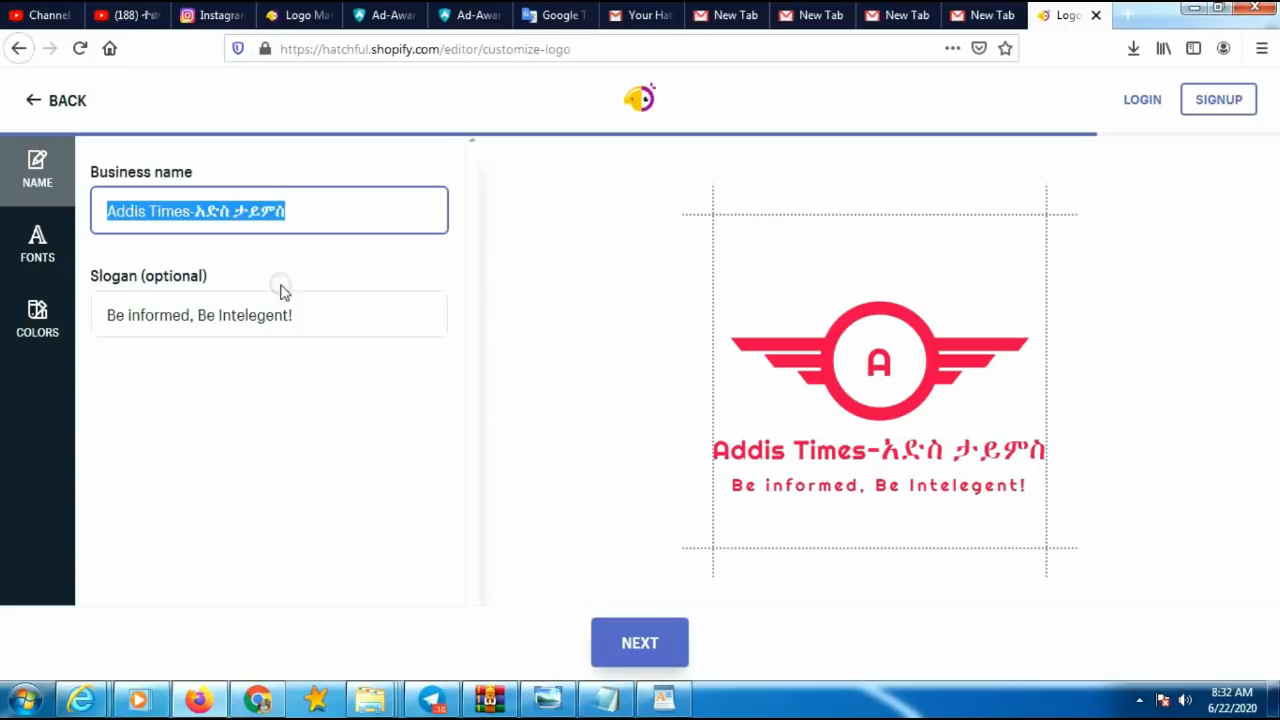 Channel
(188) ተወ
Instagran
Logo Ma
A Awar
Ad-Awar
Google T
Your Hat
New Tab
New Tab
New Tab
New Tab
Logo
https://hatchful.shopify.com/editor/customize-logo
BACK
LOGIN
SIGNUP
NAME
FONTS
COLORS
Business name
Addis Times-አድስ ታይምስ
Slogan (optional)
Be informed, Be Intelegent!
A
Addis Times-አድስ ታይምስ
Be informed, Be Intelegent!
NEXT
8:32 AM
6/22/2020